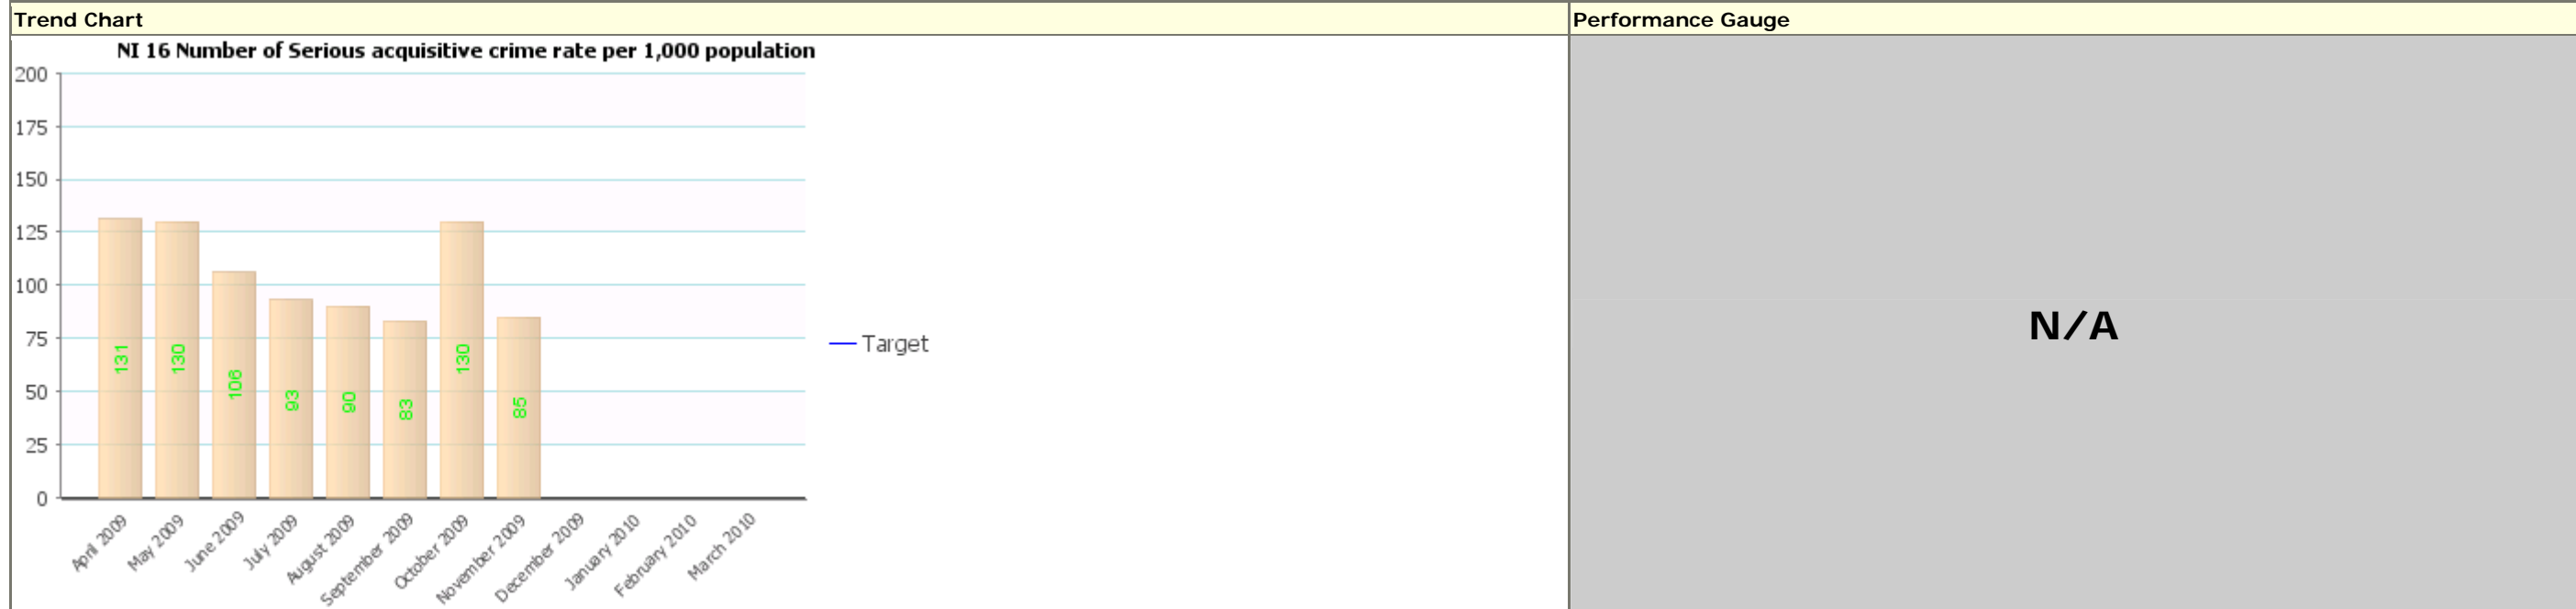 Trend Chart
Performance Gauge
NI 16 Number of Serious acquisitive crime rate per 1,000 population
200
175
150
125
100
75
50
25
0
131
130
106
93
90
83
130
85
April 2009
May 2009
June 2009
July 2009
August 2009
September 2009
October 2009
November 2009
December 2009
January 2010
February 2010
March 2010
Target
N/A